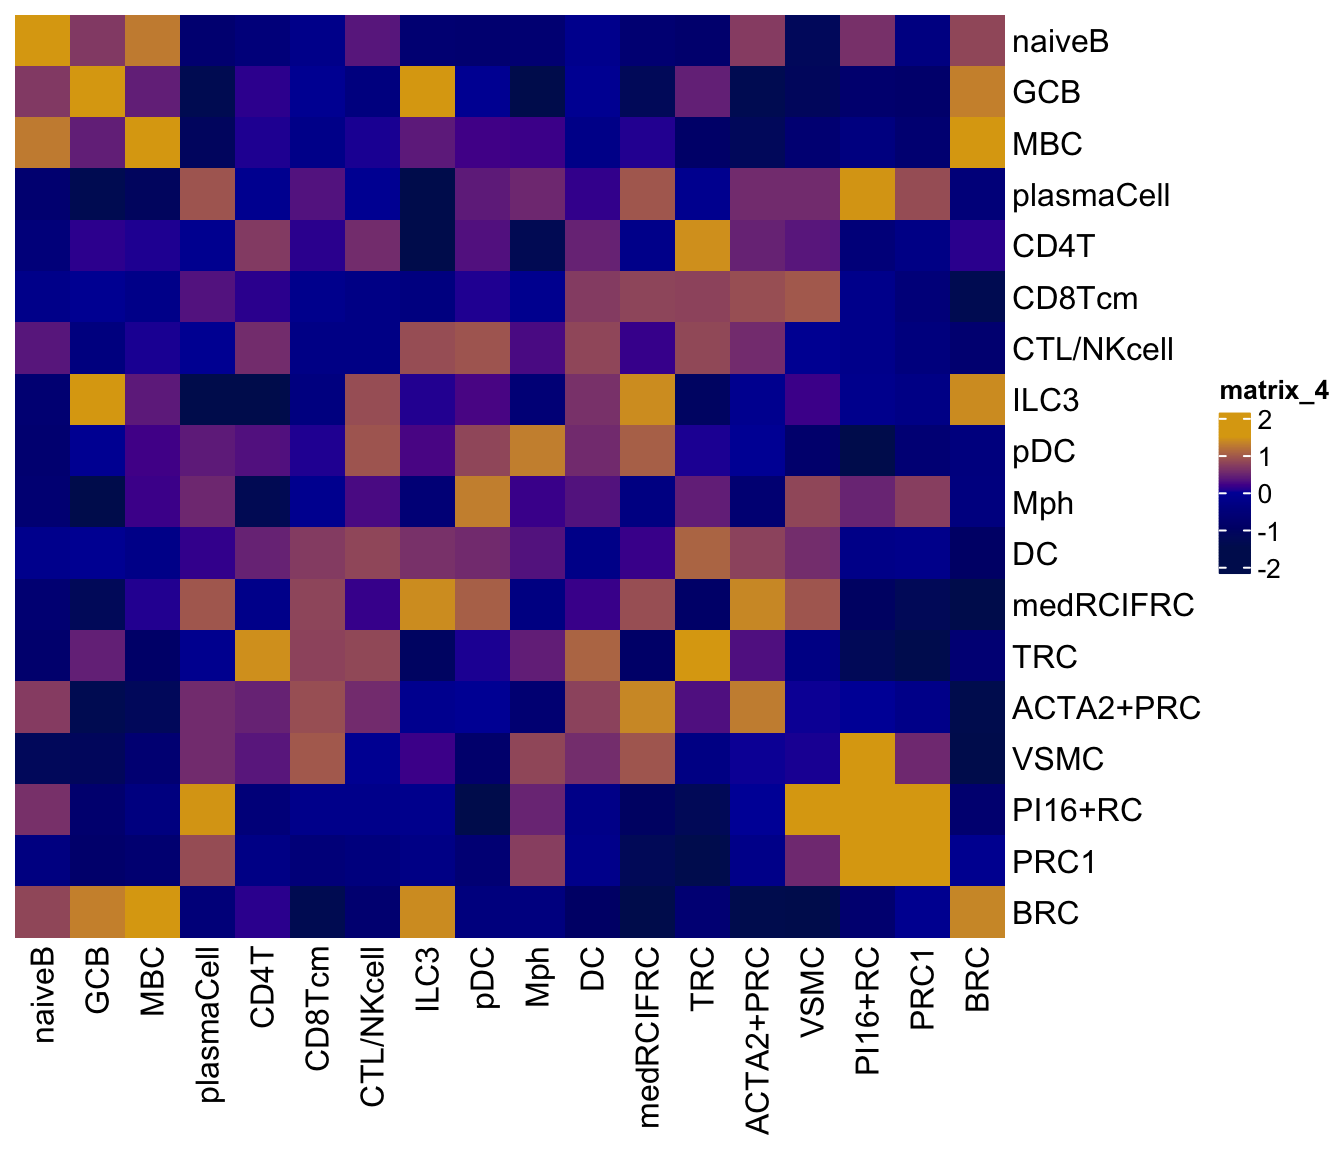 naiveB
GCB
MBC
plasmaCell
CD4T
CD8Tcm
CTL/NKcell
ILC3
pDC
Mph
DC
medRCIFRC
TRC
ACTA2+PRC
VSMC
PI16+RC
PRC1
BRC
matrix_4
2
1
0
-1
-2
naiveB
GCB
MBC
plasmaCell
CD4T
CD8Tcm
CTL/NKcell
ILC3
pDC
Mph
DC
medRCIFRC
TRC
ACTA2+PRC
VSMC
PI16+RC
PRC1
BRC